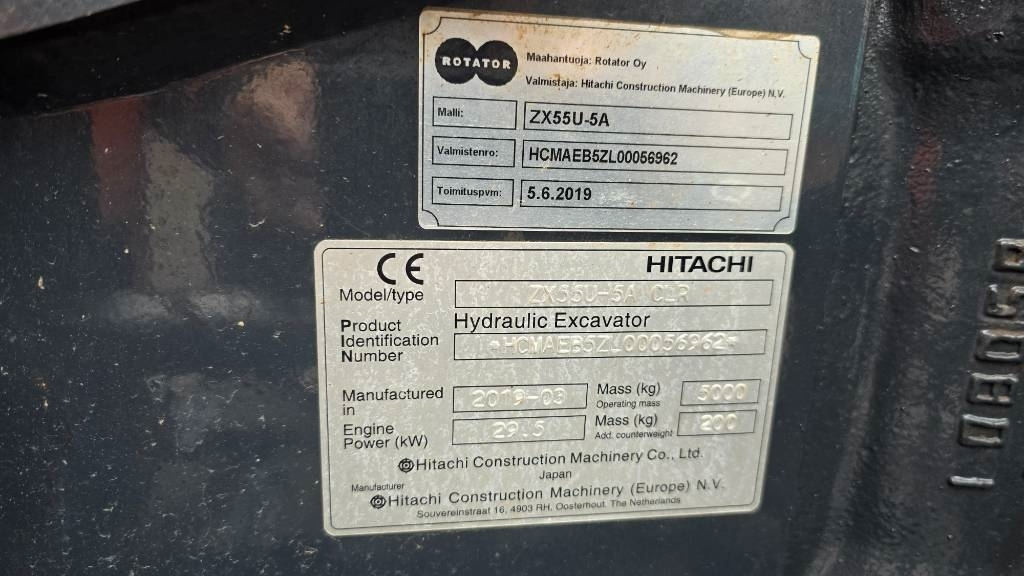 ROTATOR
Maahantuoja: Rotator Oy
Valmistaja: Hitachi Construction Machinery (Europe) N.V.
Malli: ZX55U-5A
Valmistenro: HCMAEB5ZL00056962
Toimituspvm: 5.6.2019
CE HITACHI
Model/type ZX55U-5A CLR
Hydraulic Excavator
Product
Identification *HCMAEB5ZL00056962*
Number
Manufactured 2019-03 Mass (kg) 5000
in Operating mass
Engine 29.5 Mass (kg) 200
Power (kW) Add. counterweight
Hitachi Construction Machinery Co., Ltd.
Japan
Manufacturer
Hitachi Construction Machinery (Europe) N.V.
Souvereinstraat 16, 4903 RH, Oosterhout, The Netherlands